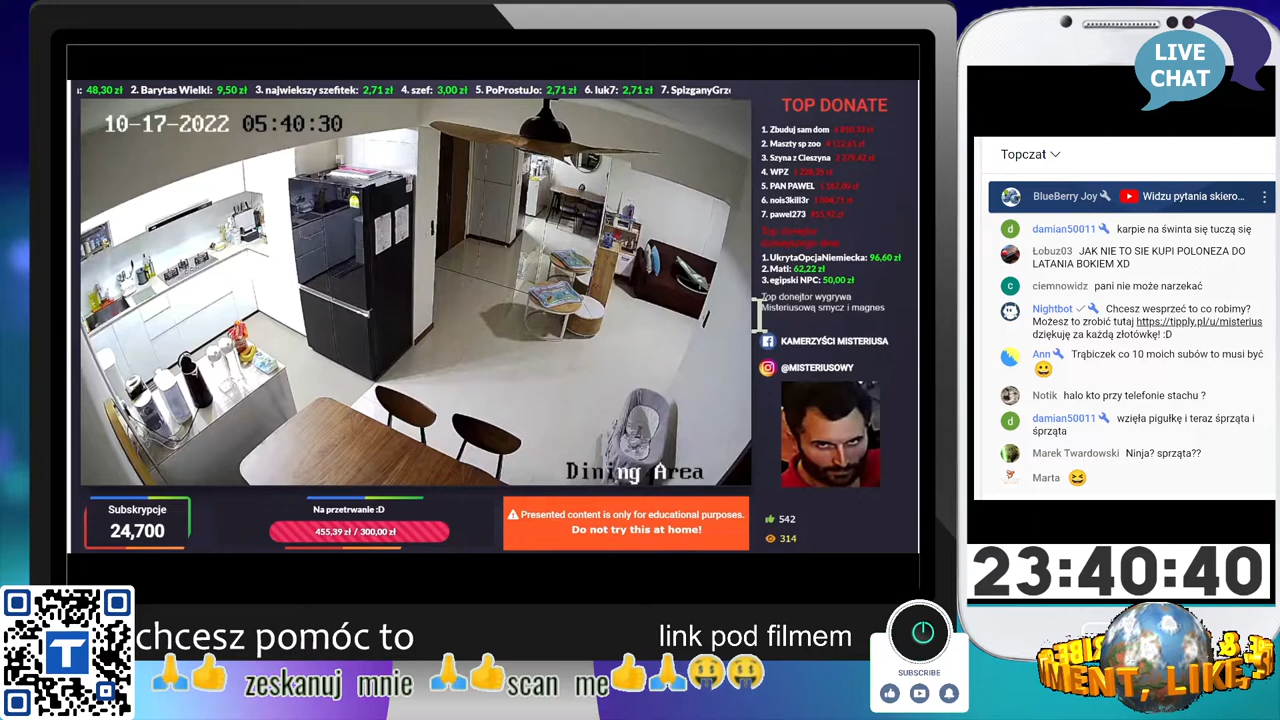 : 48,30 zł 2. Barytas Wielki: 9,50 zł 3. najwiekszy szefitek: 2,71 zł 4. szef: 3,00 zł 5. PoProstuJo: 2,71 zł 6. luk7: 2,71 zł 7. SpizganyGrz
10-17-2022 05:40:30
Dining Area
TOP DONATE
1. Zbuduj sam dom
2. Maszty sp zoo
3. Szyna z Cieszyna
4. WPZ
5. PAN PAWEŁ
6. nois3kill3r
7. pawel273
1.UkrytaOpcjaNiemiecka: 96,60 zł
2.Mati: 62,22 zł
3.egipski NPC: 50,00 zł
Top donejtor wygrywa
Misteriusową smycz i magnes
KAMERZYŚCI MISTERIUSA
@MISTERIUSOWY
542
314
Subskrypcje
24,700
Na przetrwanie :D
455,39 zł / 300,00 zł
Presented content is only for educational purposes.
Do not try this at home!
LIVE
CHAT
Topczat
BlueBerry Joy Widzu pytania skiero...
damian50011 karpie na świnta się tuczą się
Łobuz03 JAK NIE TO SIE KUPI POLONEZA DO
LATANIA BOKIEM XD
ciemnowidz pani nie może narzekać
Nightbot Chcesz wesprzeć to co robimy?
Możesz to zrobić tutaj https://tipply.pl/u/misterius
dziękuję za każdą złotówkę! :D
Ann Trąbiczek co 10 moich subów to musi być
😀
Notik halo kto przy telefonie stachu ?
damian50011 wzięła pigułkę i teraz śprząta i
śprząta
Marek Twardowski Ninja? sprząta??
Marta 😆
23:40:40
chcesz pomóc to
link pod filmem
🙏👍 zeskanuj mnie 🙏👍 scan me 👍🙏🤑🤑
T
SUBSCRIBE
MENT, LIKE,